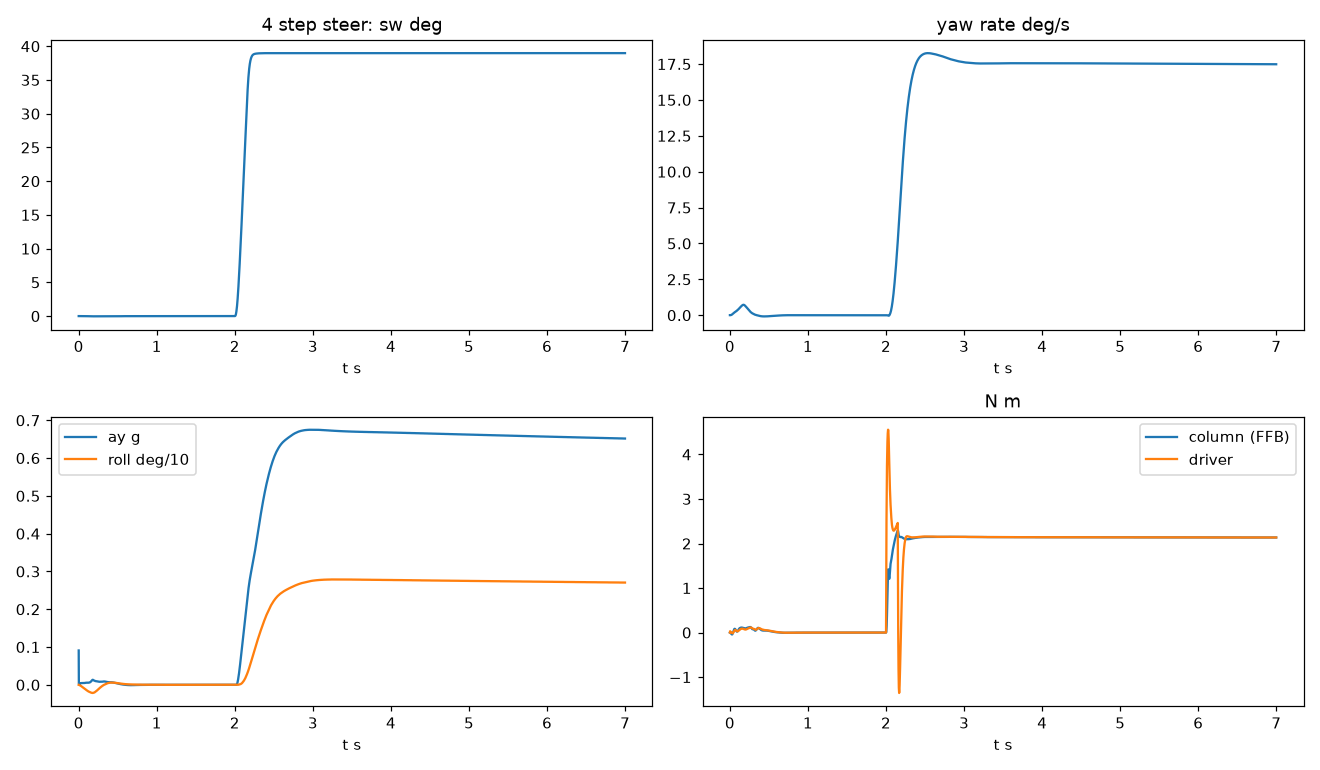 4 step steer: sw deg
40
35
30
25
20
15
10
5
0
0 1 2 3 4 5 6 7
t s
yaw rate deg/s
17.5
15.0
12.5
10.0
7.5
5.0
2.5
0.0
0 1 2 3 4 5 6 7
t s
0.7
0.6
0.5
0.4
0.3
0.2
0.1
0.0
ay g
roll deg/10
0 1 2 3 4 5 6 7
t s
N m
4
3
2
1
0
−1
column (FFB)
driver
0 1 2 3 4 5 6 7
t s